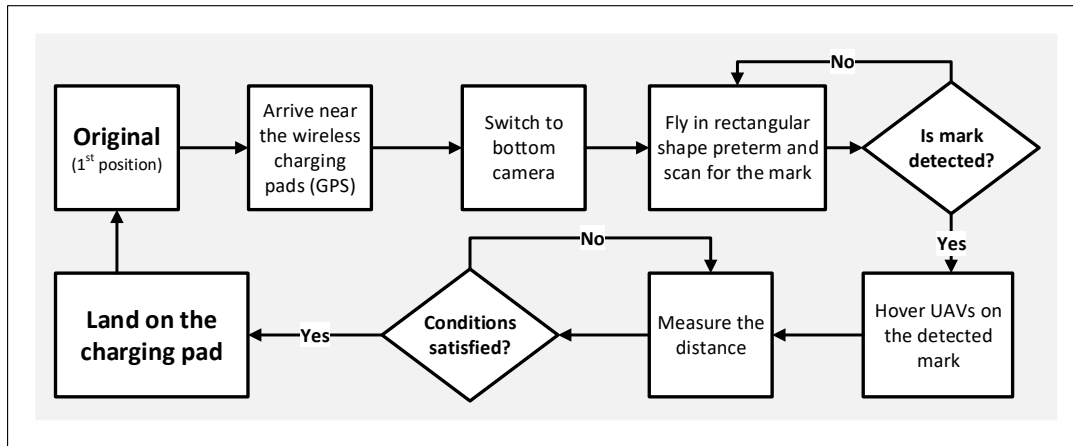 Original
(1st position)
Arrive near
the wireless
charging
pads (GPS)
Switch to
bottom
camera
Fly in rectangular
shape preterm and
scan for the mark
No
Is mark
detected?
Yes
Hover UAVs on
the detected
mark
Measure the
distance
No
Conditions
satisfied?
Yes
Land on the
charging pad